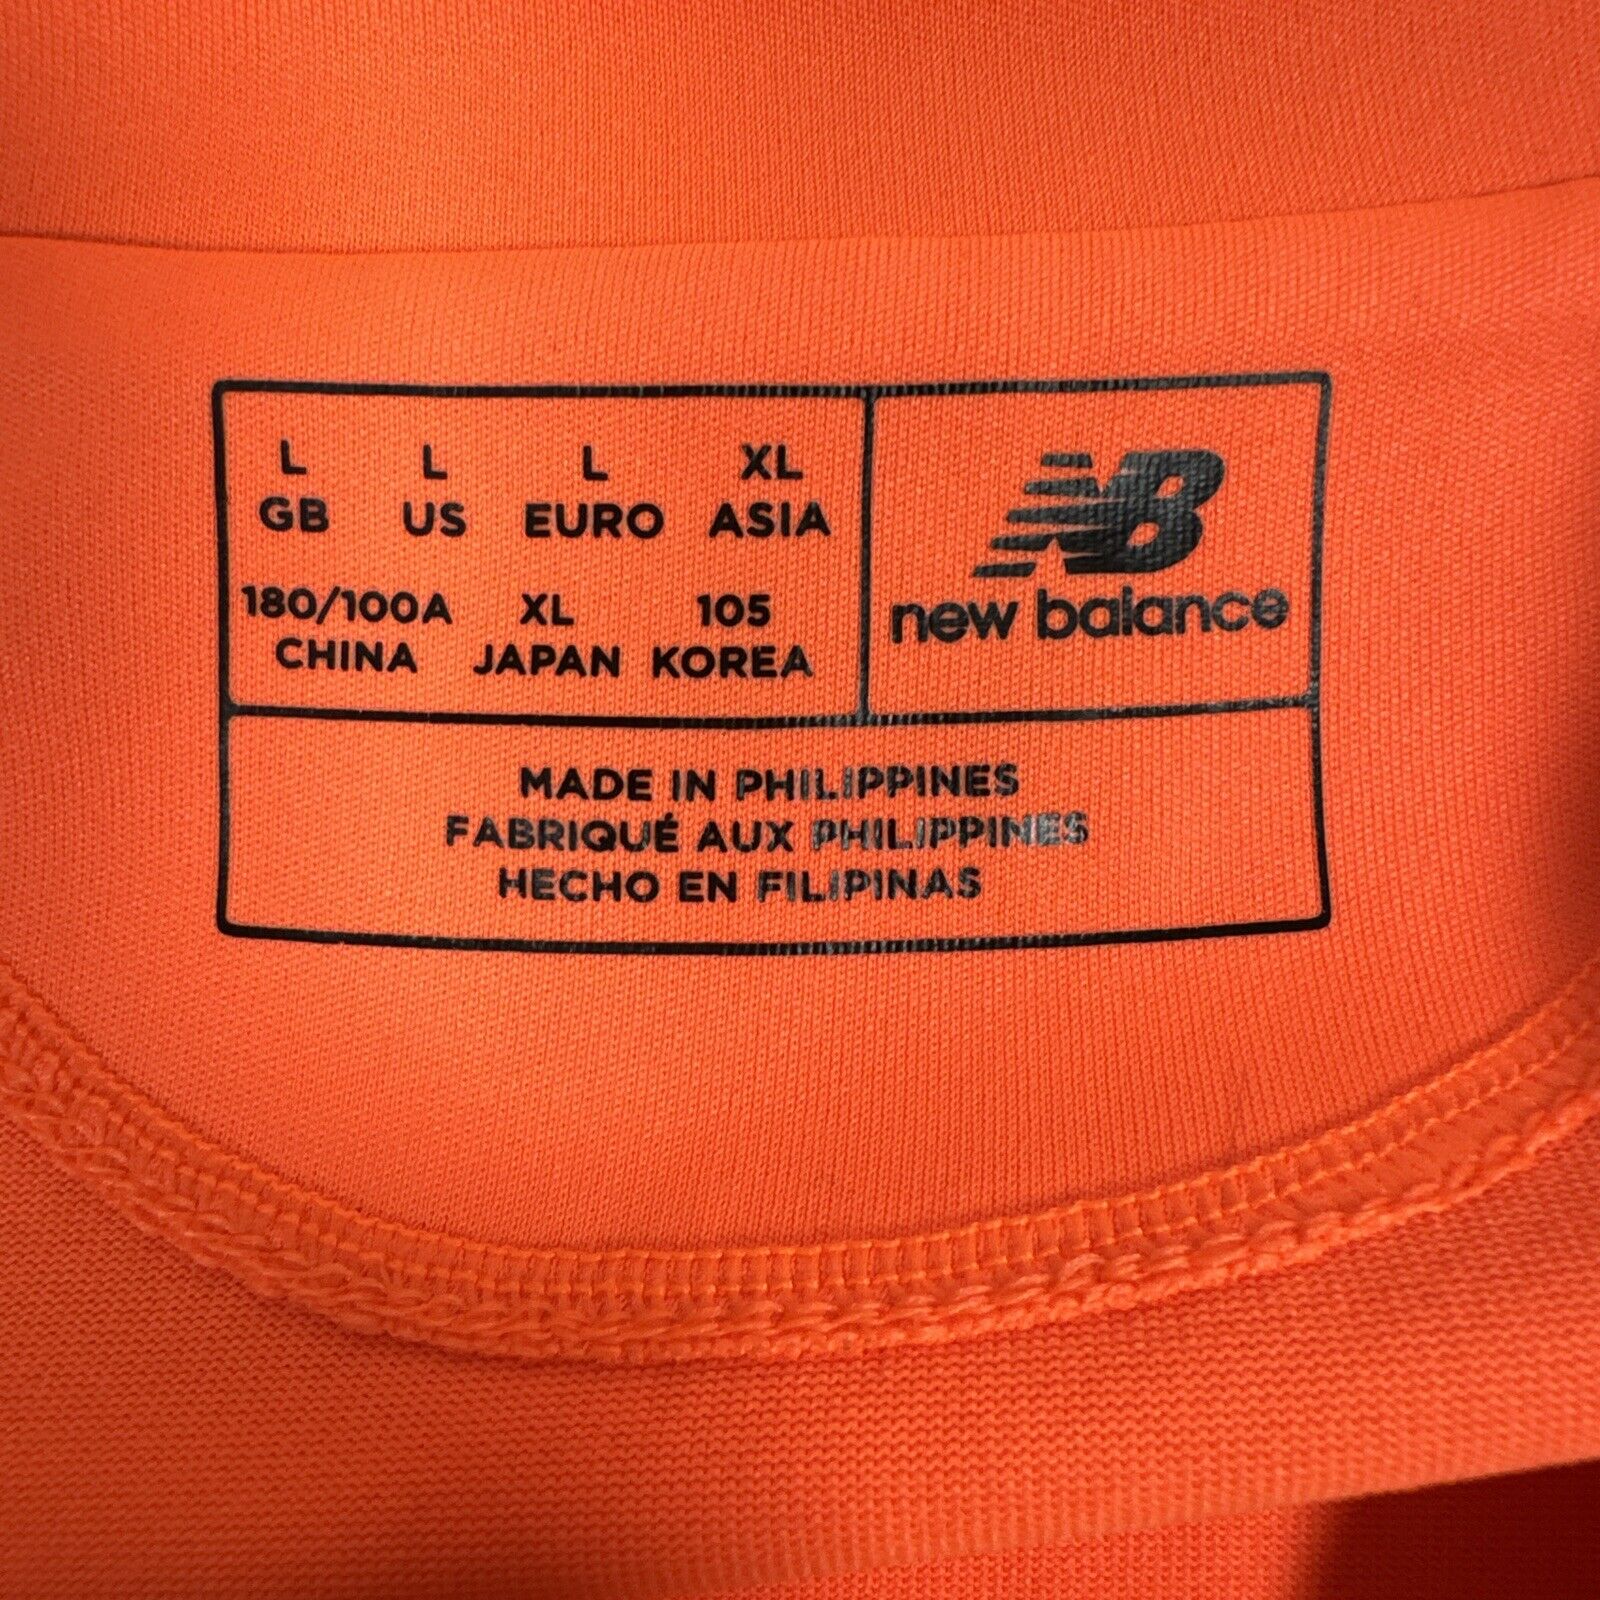 L L L XL
GB US EURO ASIA
180/100A XL 105
CHINA JAPAN KOREA
NB
new balance
MADE IN PHILIPPINES
FABRIQUÉ AUX PHILIPPINES
HECHO EN FILIPINAS